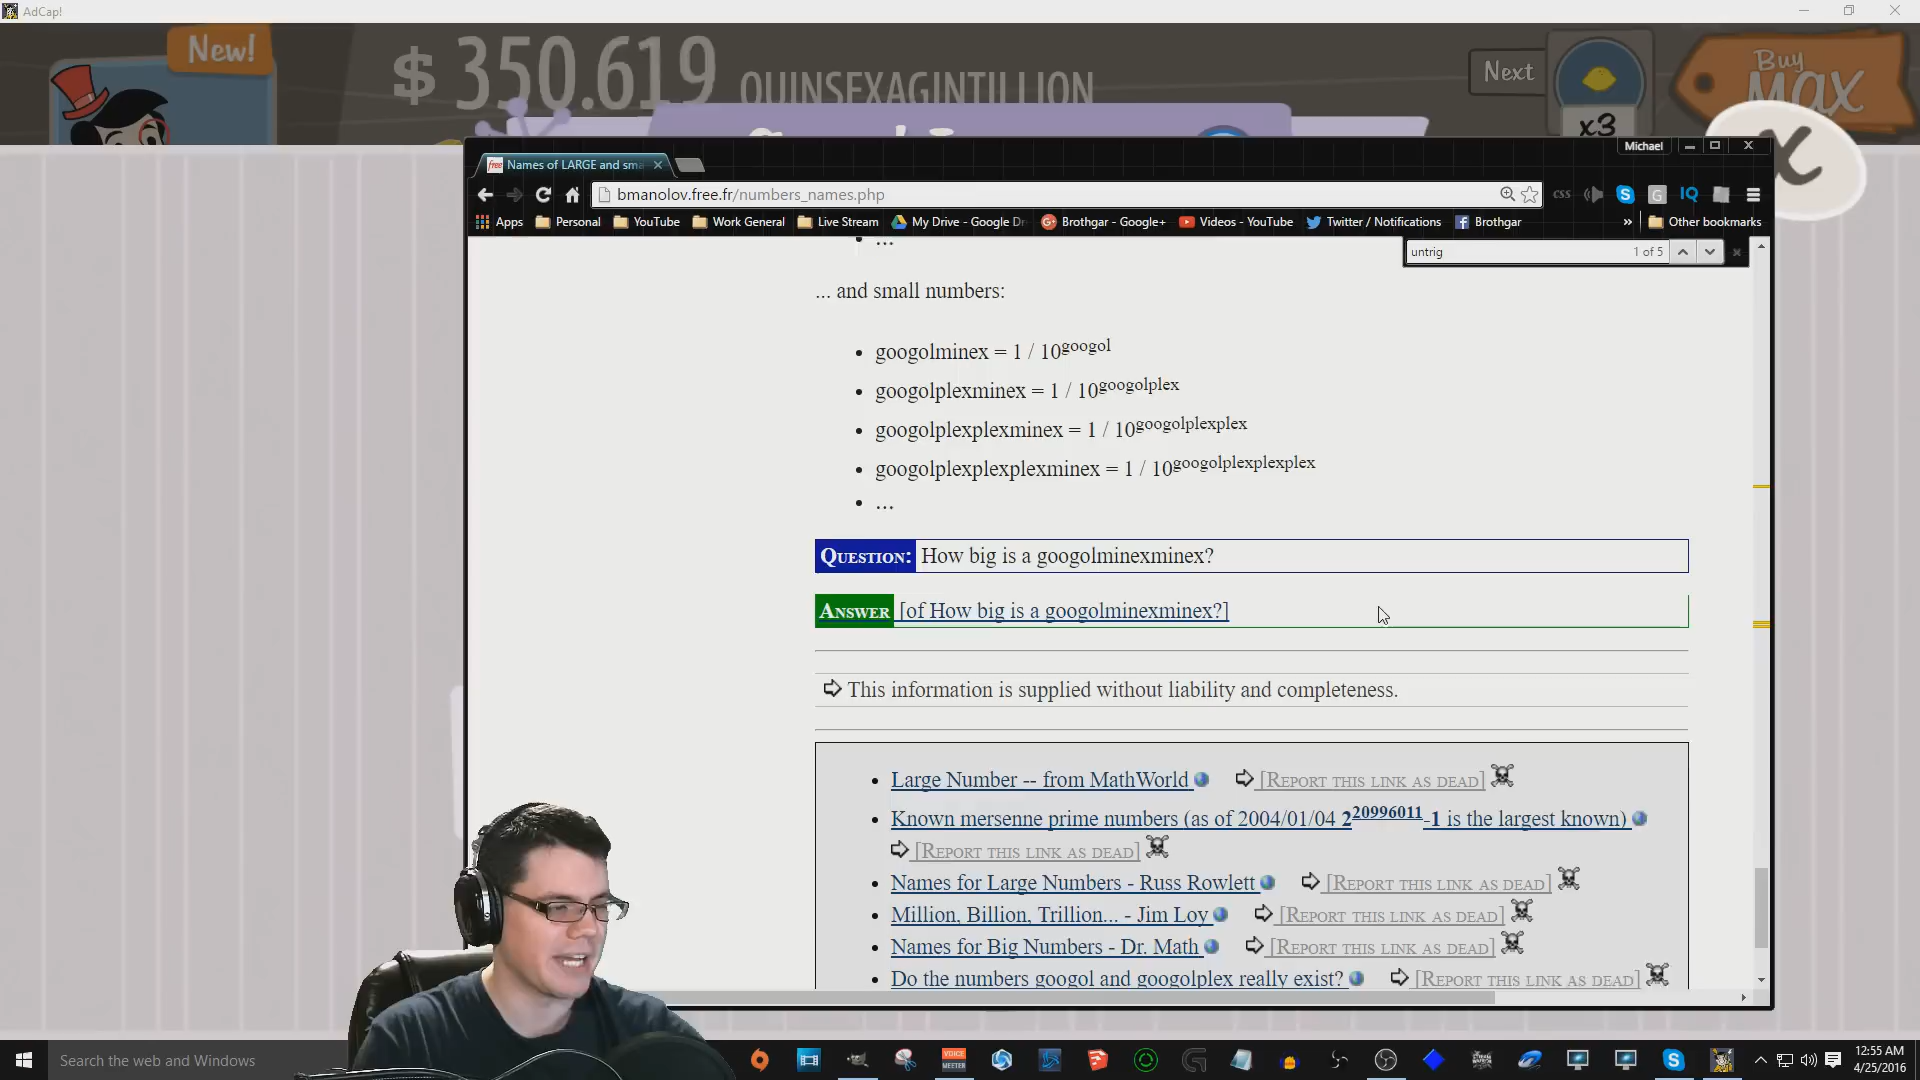 AdCap!
New!
$ 350.619 QUINSEXAGINTILLION
Next
x3
Buy
Max
Michael
free Names of LARGE and sma
bmanolov.free.fr/numbers_names.php
css
G
IQ
Apps Personal YouTube Work General Live Stream My Drive - Google Dr Brothgar - Google+ Videos - YouTube Twitter / Notifications Brothgar » Other bookmarks
untrig 1 of 5
• ...
... and small numbers:
• googolminex = 1 / 10googol
• googolplexminex = 1 / 10googolplex
• googolplexplexminex = 1 / 10googolplexplex
• googolplexplexplexminex = 1 / 10googolplexplexplex
• ...
QUESTION: How big is a googolminexminex?
ANSWER [of How big is a googolminexminex?]
This information is supplied without liability and completeness.
• Large Number -- from MathWorld [REPORT THIS LINK AS DEAD]
• Known mersenne prime numbers (as of 2004/01/04 220996011-1 is the largest known)
[REPORT THIS LINK AS DEAD]
• Names for Large Numbers - Russ Rowlett [REPORT THIS LINK AS DEAD]
• Million, Billion, Trillion... - Jim Loy [REPORT THIS LINK AS DEAD]
• Names for Big Numbers - Dr. Math [REPORT THIS LINK AS DEAD]
• Do the numbers googol and googolplex really exist? [REPORT THIS LINK AS DEAD]
Search the web and Windows
VOICE
MEETER
12:55 AM
4/25/2016